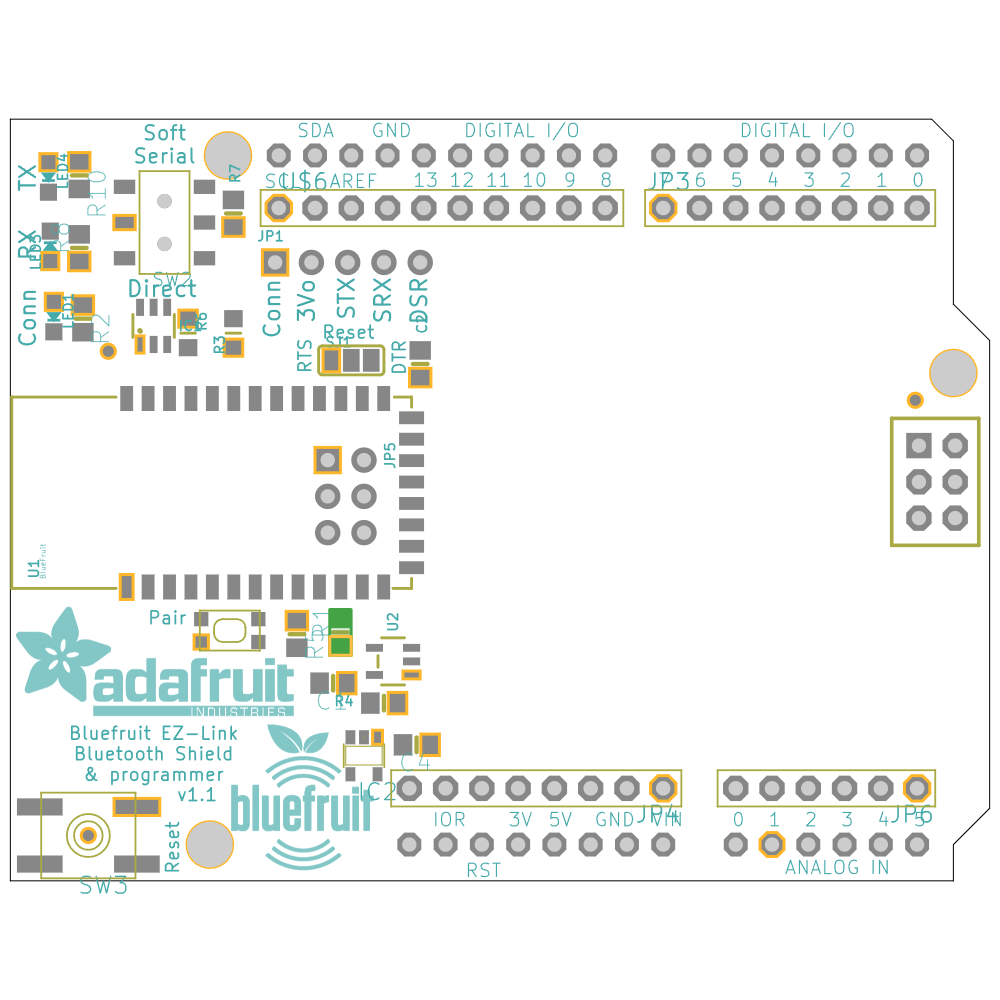 Soft
Serial
SDA GND DIGITAL I/O DIGITAL I/O
TX
LED4
R10
R7
U$6 AREF 13 12 11 10 9 8
JP3 6 5 4 3 2 1 0
RX
LED3
JP1
SW2
Direct
Conn 3Vo STX SRX DSR
Conn
LED1
R2
R6
R3
Reset
SJ1
RTS
DTR
C2
JP5
U1
Bluefruit
Pair
R5
R1
U2
C1
R4
adafruit
INDUSTRIES
Bluefruit EZ-Link
Bluetooth Shield
& programmer
v1.1
bluefruit
C4
IC2
JP4
JP6
IOR 3V 5V GND VIN
0 1 2 3 4 5
Reset
SW3
RST
ANALOG IN